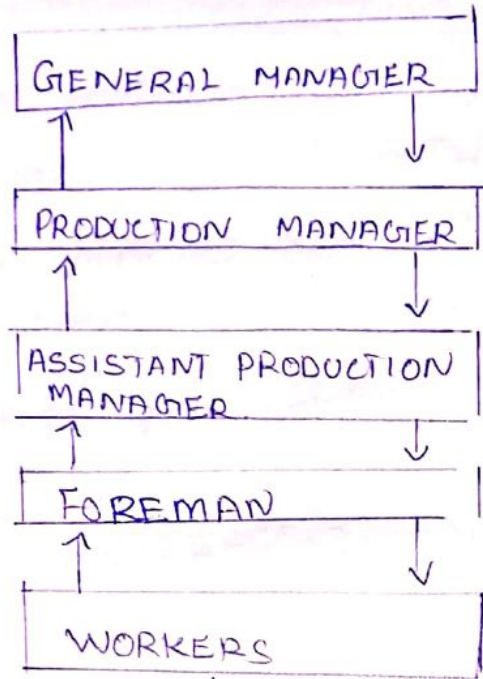 GENERAL MANAGER
PRODUCTION MANAGER
ASSISTANT PRODUCTION
MANAGER
FOREMAN
WORKERS